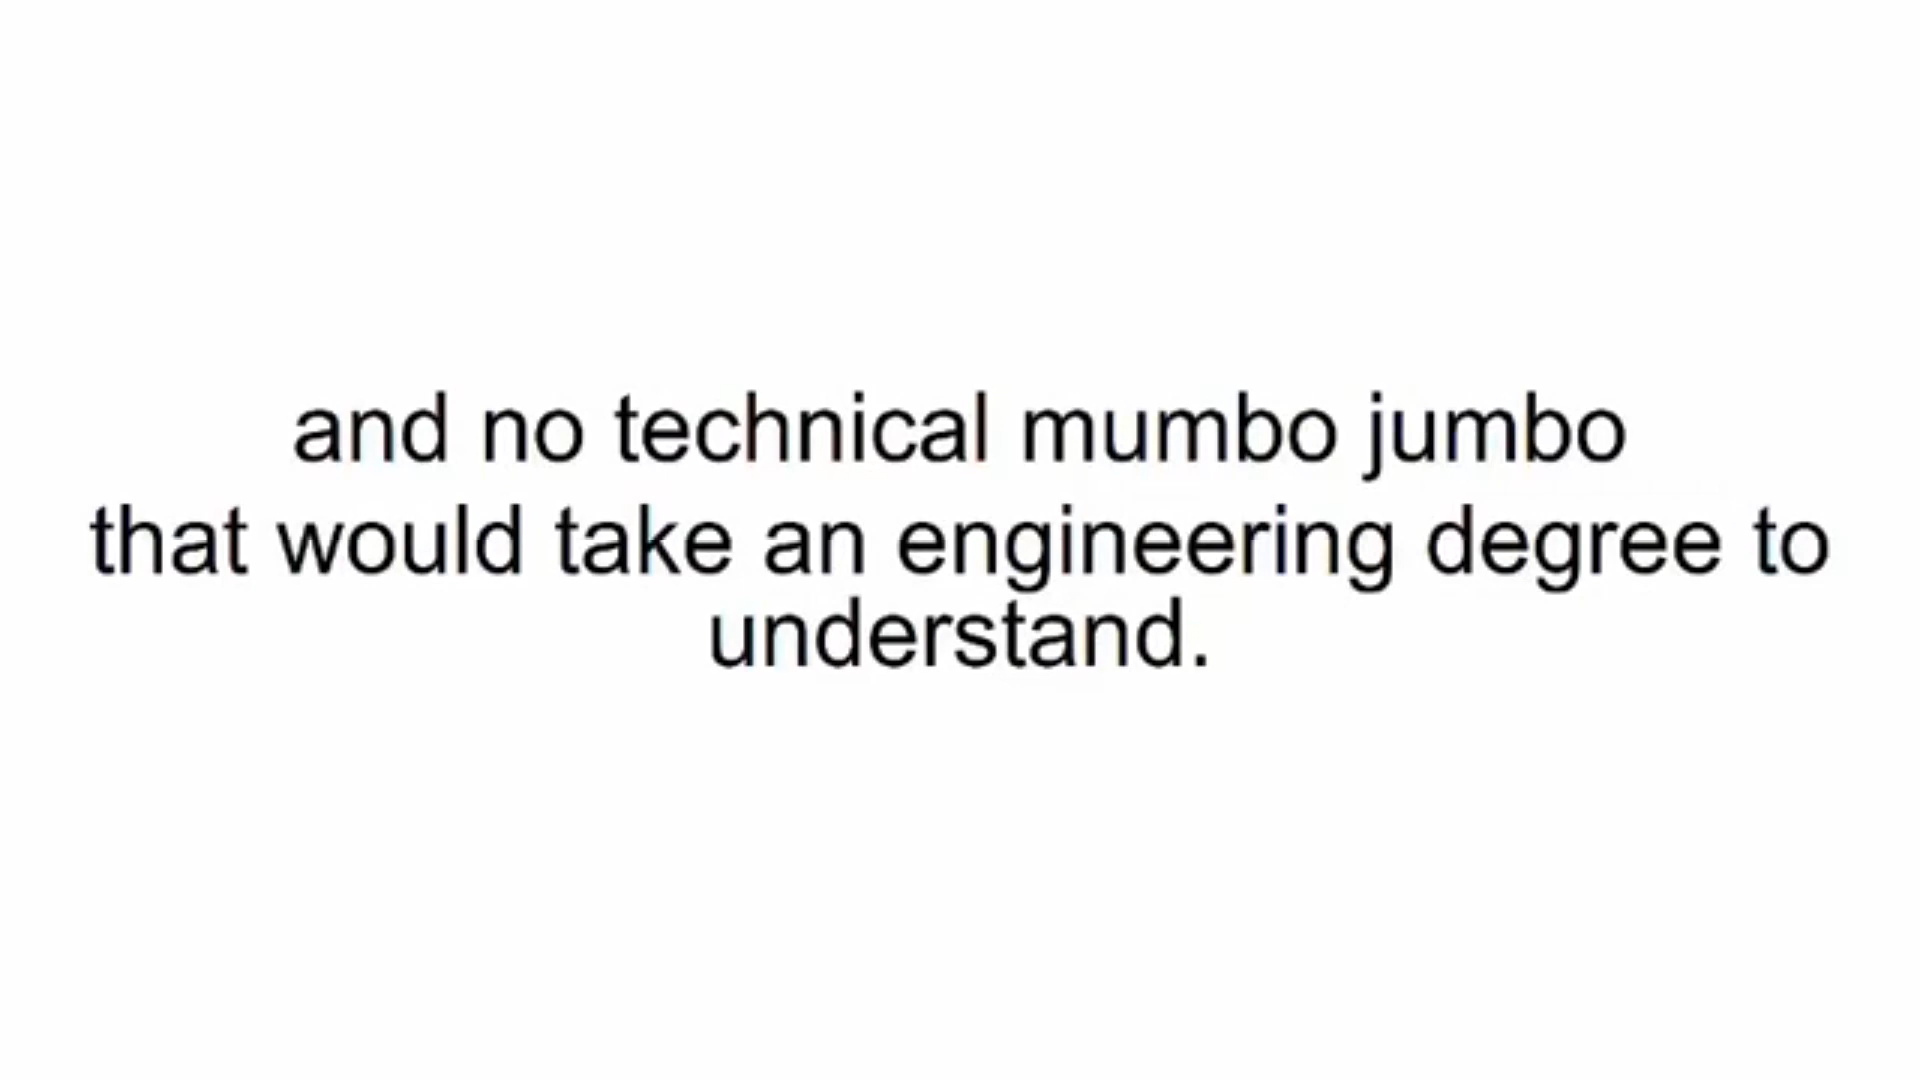 and no technical mumbo jumbo
that would take an engineering degree to
understand.